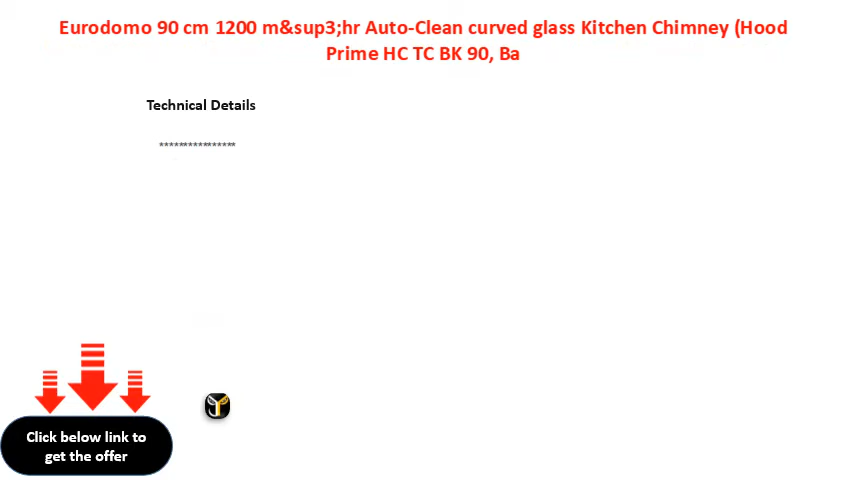 Eurodomo 90 cm 1200 m&sup3;hr Auto-Clean curved glass Kitchen Chimney (Hood
Prime HC TC BK 90, Ba
Technical Details
****************
Click below link to
get the offer